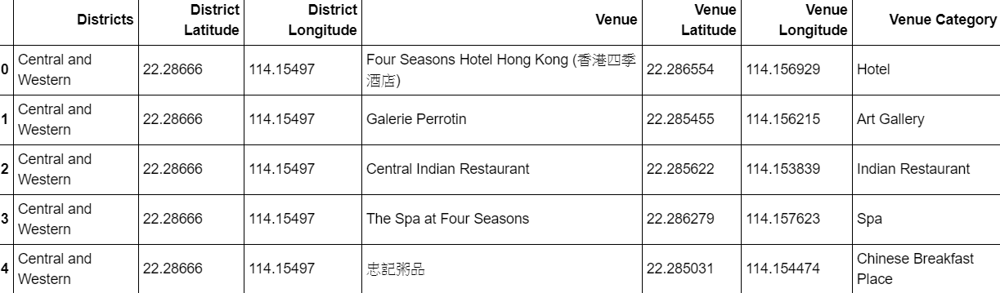 Districts District Latitude District Longitude Venue Venue Latitude Venue Longitude Venue Category
0 Central and Western 22.28666 114.15497 Four Seasons Hotel Hong Kong (香港四季酒店) 22.286554 114.156929 Hotel
1 Central and Western 22.28666 114.15497 Galerie Perrotin 22.285455 114.156215 Art Gallery
2 Central and Western 22.28666 114.15497 Central Indian Restaurant 22.285622 114.153839 Indian Restaurant
3 Central and Western 22.28666 114.15497 The Spa at Four Seasons 22.286279 114.157623 Spa
4 Central and Western 22.28666 114.15497 忠記粥品 22.285031 114.154474 Chinese Breakfast Place